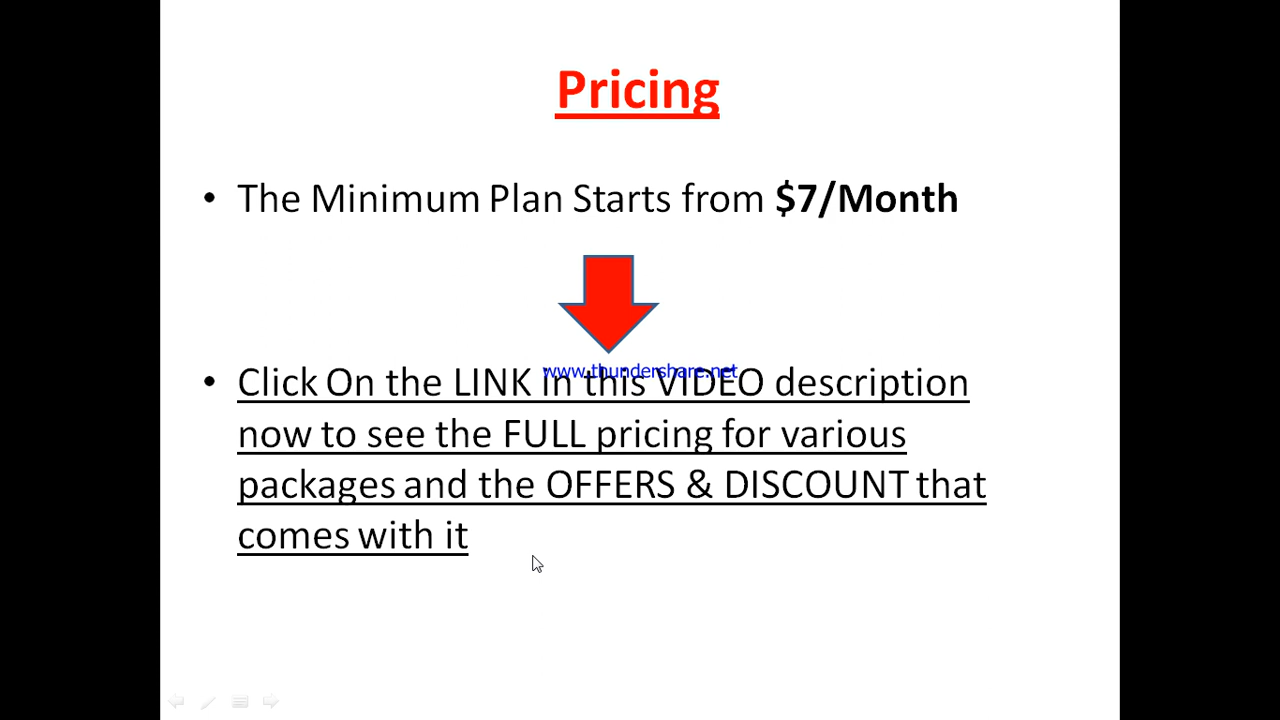 Pricing
• The Minimum Plan Starts from $7/Month
www.thundershare.net
• Click On the LINK in this VIDEO description
now to see the FULL pricing for various
packages and the OFFERS & DISCOUNT that
comes with it